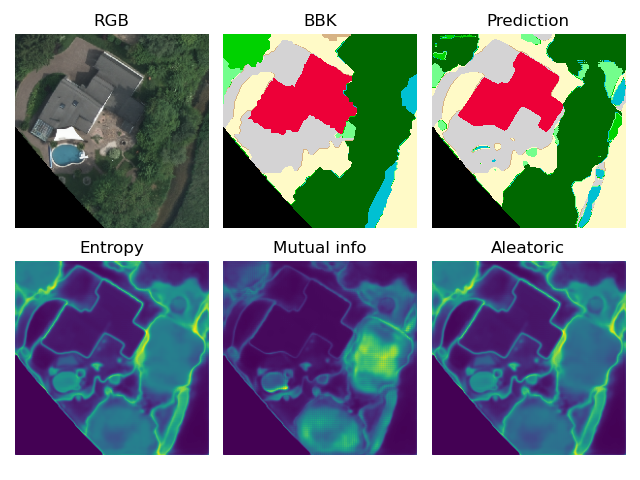 RGB
BBK
Prediction
Entropy
Mutual info
Aleatoric